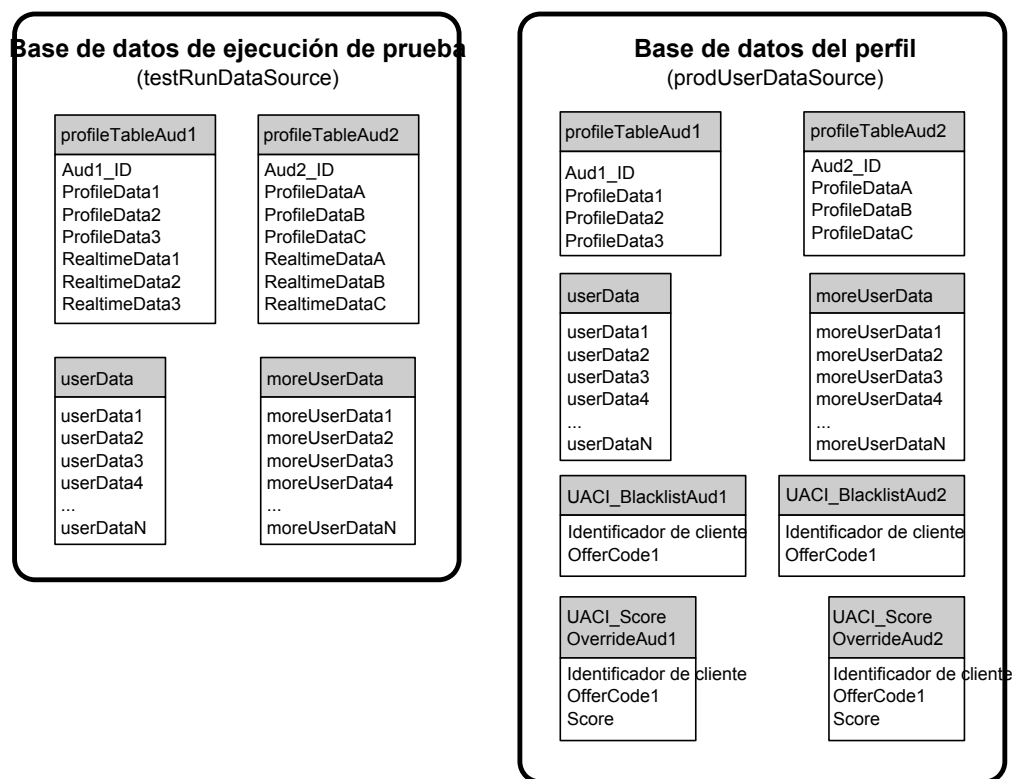 Base de datos de ejecución de prueba
(testRunDataSource)
profileTableAud1
Aud1_ID
ProfileData1
ProfileData2
ProfileData3
RealtimeData1
RealtimeData2
RealtimeData3
profileTableAud2
Aud2_ID
ProfileDataA
ProfileDataB
ProfileDataC
RealtimeDataA
RealtimeDataB
RealtimeDataC
userData
userData1
userData2
userData3
userData4
...
userDataN
moreUserData
moreUserData1
moreUserData2
moreUserData3
moreUserData4
...
moreUserDataN
Base de datos del perfil
(prodUserDataSource)
profileTableAud1
Aud1_ID
ProfileData1
ProfileData2
ProfileData3
profileTableAud2
Aud2_ID
ProfileDataA
ProfileDataB
ProfileDataC
userData
userData1
userData2
userData3
userData4
...
userDataN
moreUserData
moreUserData1
moreUserData2
moreUserData3
moreUserData4
...
moreUserDataN
UACI_BlacklistAud1
Identificador de cliente
OfferCode1
UACI_BlacklistAud2
Identificador de cliente
OfferCode1
UACI_Score
OverrideAud1
Identificador de cliente
OfferCode1
Score
UACI_Score
OverrideAud2
Identificador de cliente
OfferCode1
Score